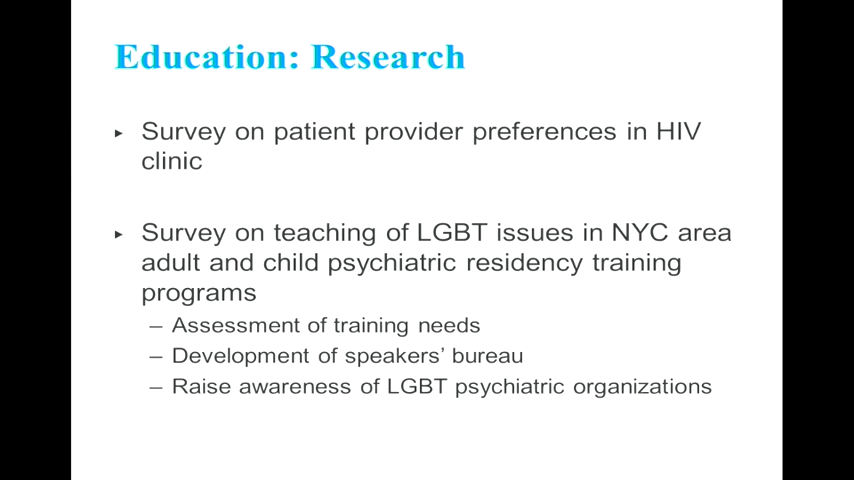 Education: Research
▸ Survey on patient provider preferences in HIV
clinic
▸ Survey on teaching of LGBT issues in NYC area
adult and child psychiatric residency training
programs
– Assessment of training needs
– Development of speakers’ bureau
– Raise awareness of LGBT psychiatric organizations